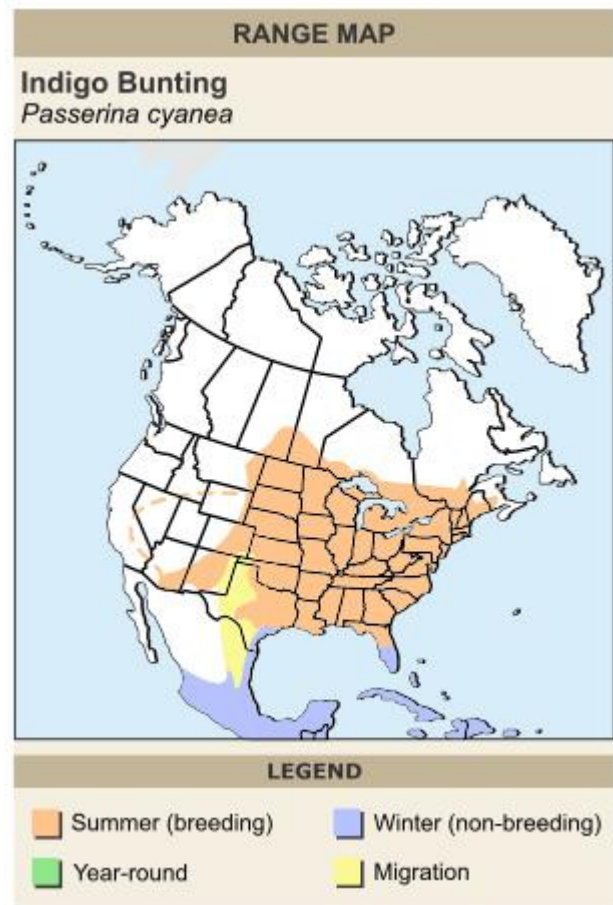 RANGE MAP
Indigo Bunting
Passerina cyanea
LEGEND
Summer (breeding)
Winter (non-breeding)
Year-round
Migration